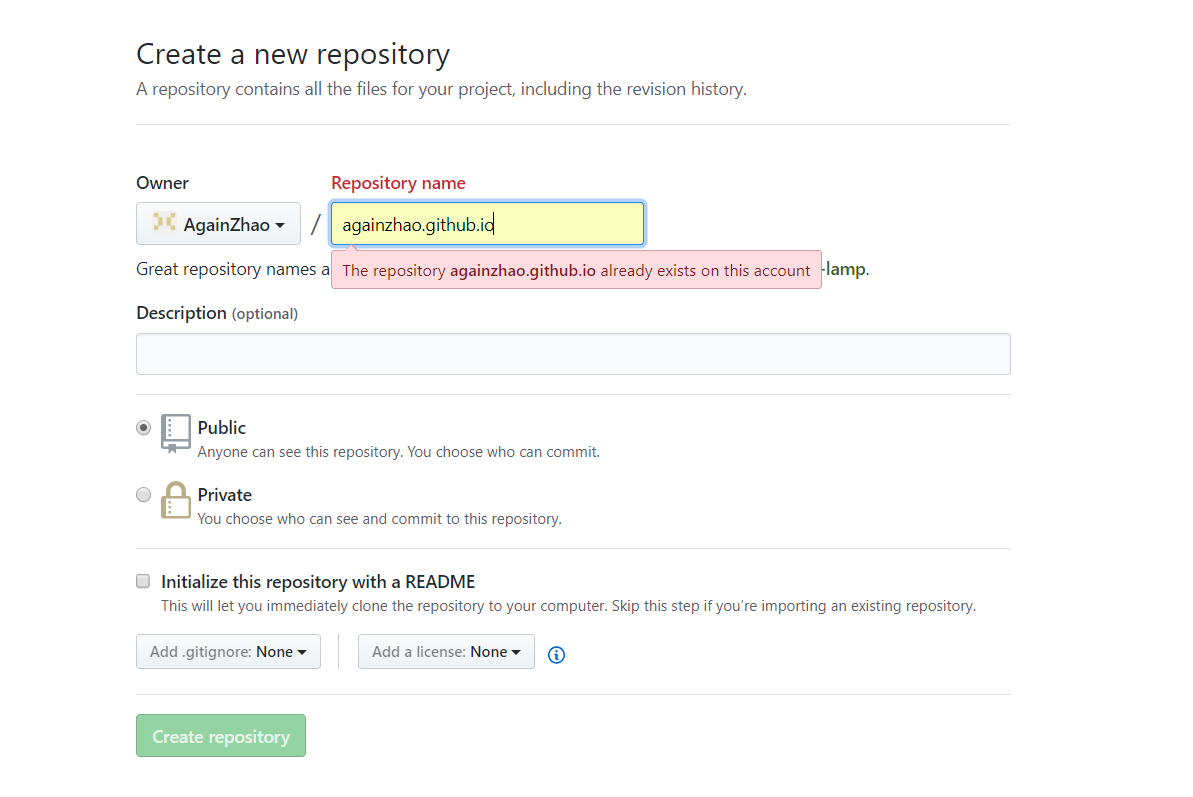 Create a new repository
A repository contains all the files for your project, including the revision history.
Owner
Repository name
AgainZhao
/
againzhao.github.io
Great repository names a
The repository againzhao.github.io already exists on this account
-lamp.
Description (optional)
Public
Anyone can see this repository. You choose who can commit.
Private
You choose who can see and commit to this repository.
Initialize this repository with a README
This will let you immediately clone the repository to your computer. Skip this step if you’re importing an existing repository.
Add .gitignore: None
Add a license: None
Create repository